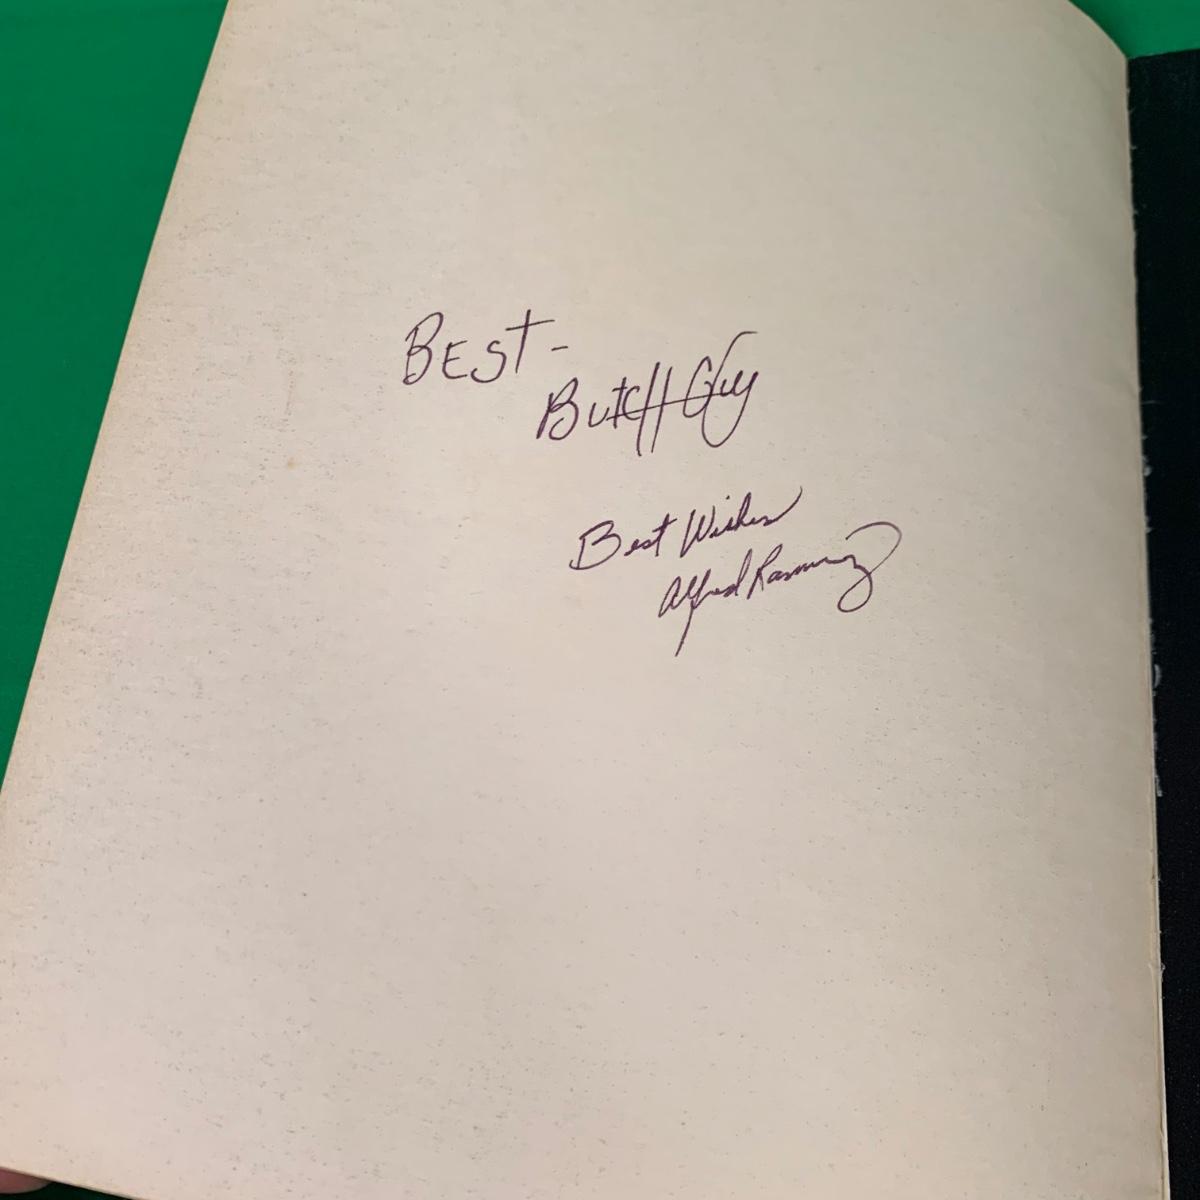 BEST -
BUTCH Guy
Best Wishes
Alfred Ramirez